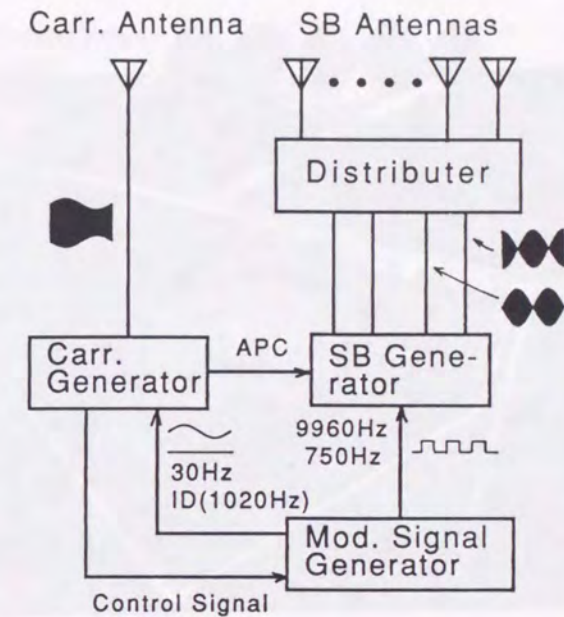 Carr. Antenna
SB Antennas
Distributer
Carr.
Generator
APC
SB Gene-
rator
9960Hz
750Hz
30Hz
ID(1020Hz)
Mod. Signal
Generator
Control Signal